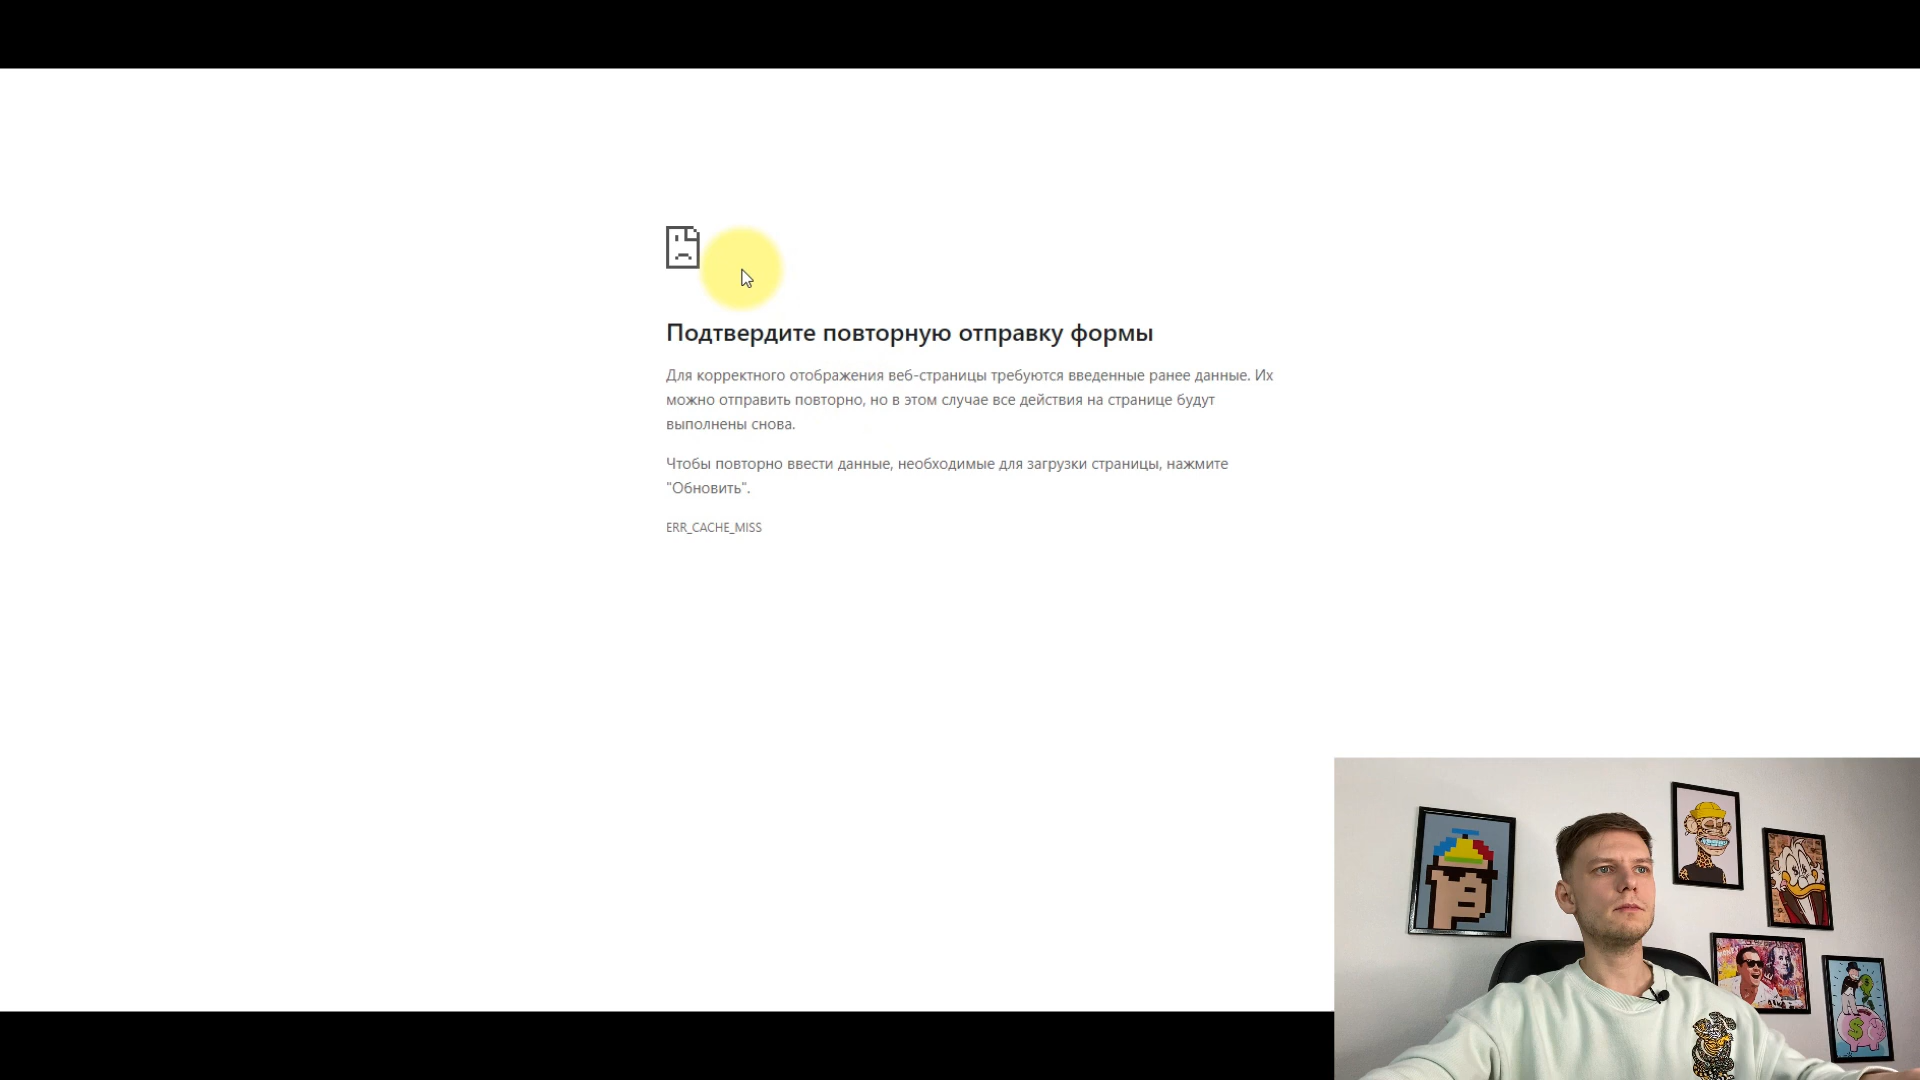 Подтвердите повторную отправку формы
Для корректного отображения веб-страницы требуются введенные ранее данные. Их
можно отправить повторно, но в этом случае все действия на странице будут
выполнены снова.
Чтобы повторно ввести данные, необходимые для загрузки страницы, нажмите
"Обновить".
ERR_CACHE_MISS